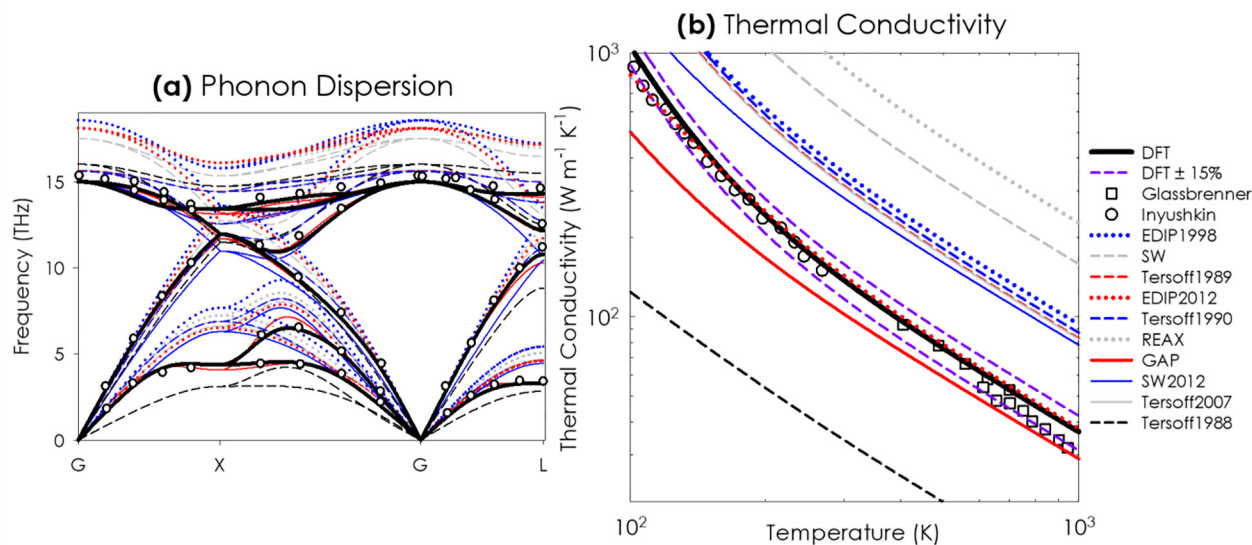 (a) Phonon Dispersion
Frequency (THz)
15
10
5
0
G
X
G
L
(b) Thermal Conductivity
Thermal Conductivity (W m⁻¹ K⁻¹)
10³
10²
10²
10³
Temperature (K)
DFT
DFT ± 15%
Glassbrenner
Inyushkin
EDIP1998
SW
Tersoff1989
EDIP2012
Tersoff1990
REAX
GAP
SW2012
Tersoff2007
Tersoff1988